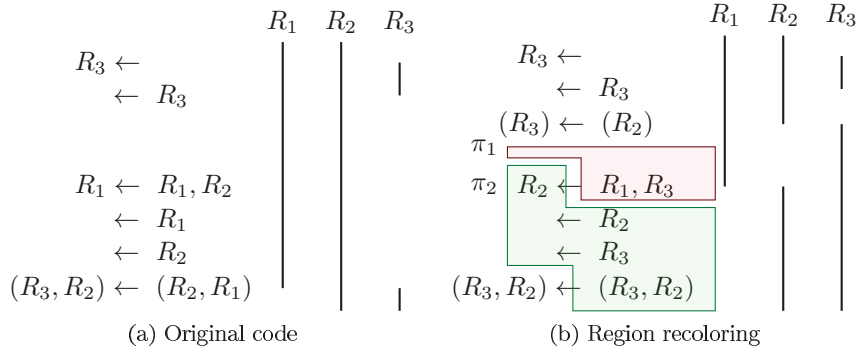 R₁ R₂ R₃
R₃ ←
← R₃
R₁ ← R₁, R₂
← R₁
← R₂
(R₃, R₂) ← (R₂, R₁)
(a) Original code
R₁ R₂ R₃
R₃ ←
← R₃
(R₃) ← (R₂)
π₁
π₂ R₂ ← R₁, R₃
← R₂
← R₃
(R₃, R₂) ← (R₃, R₂)
(b) Region recoloring